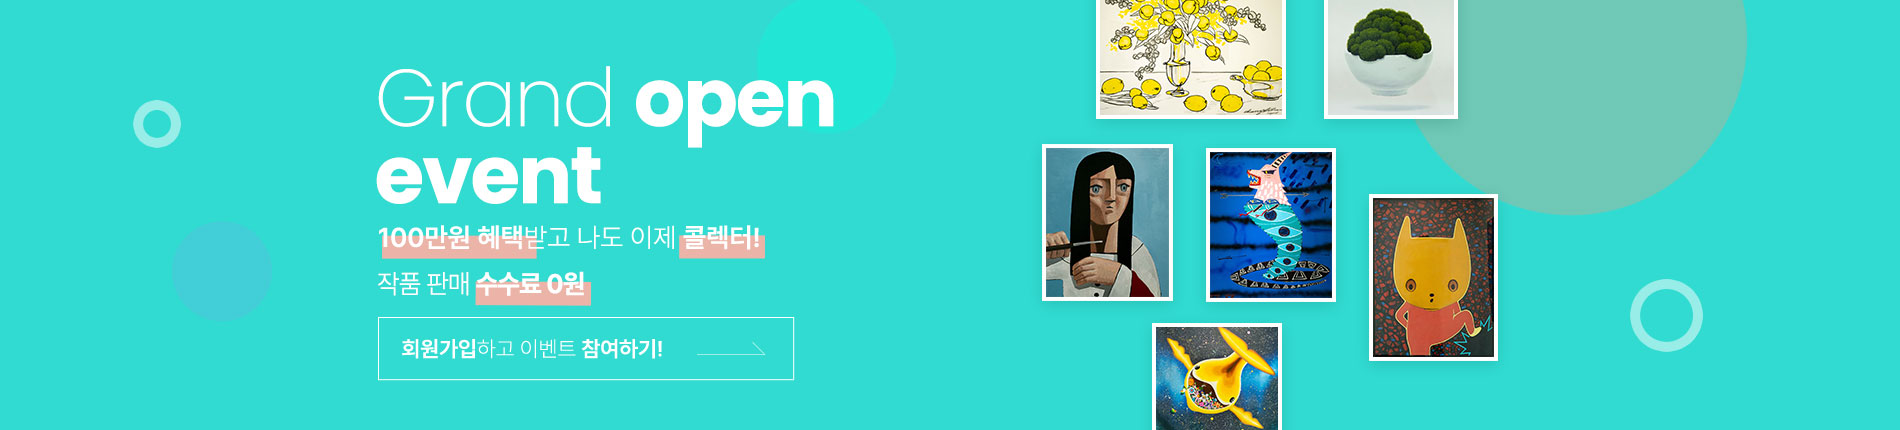 Grand open
event
100만원 혜택받고 나도 이제 콜렉터!
작품 판매 수수료 0원
회원가입하고 이벤트 참여하기!